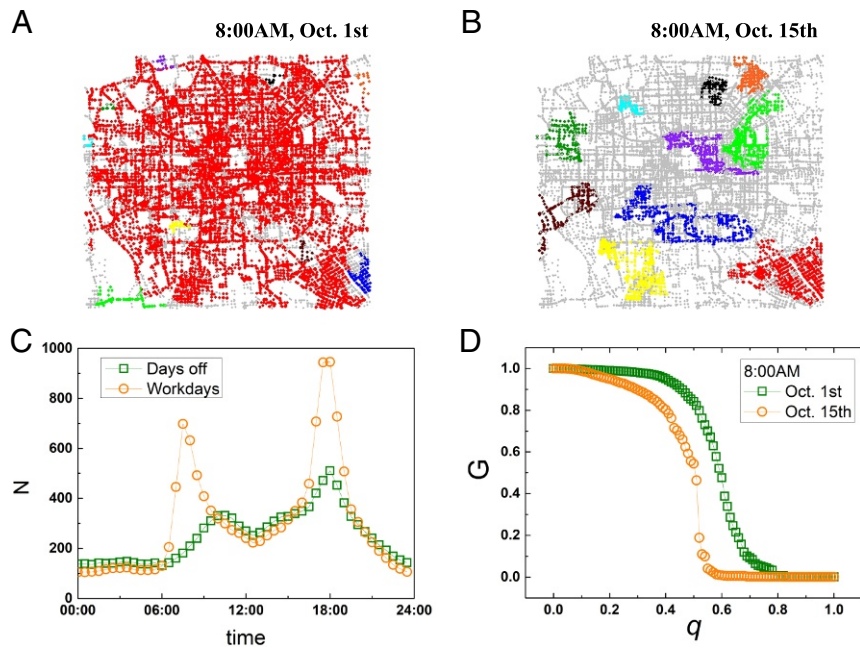 A
8:00AM, Oct. 1st
B
8:00AM, Oct. 15th
C
1000
800
600
400
200
0
N
Days off
Workdays
00:00 06:00 12:00 18:00 24:00
time
D
1.0
0.8
0.6
0.4
0.2
0.0
G
8:00AM
Oct. 1st
Oct. 15th
0.0 0.2 0.4 0.6 0.8 1.0
q